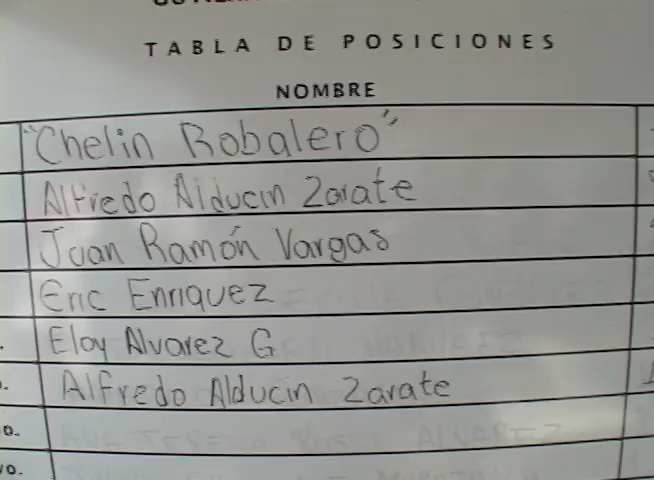 TABLA DE POSICIONES
NOMBRE
"Chelin Robalero"
Alfredo Alducin Zarate
Juan Ramón Vargas
Eric Enriquez
Eloy Alvarez G
Alfredo Alducin Zarate
o.
vo.